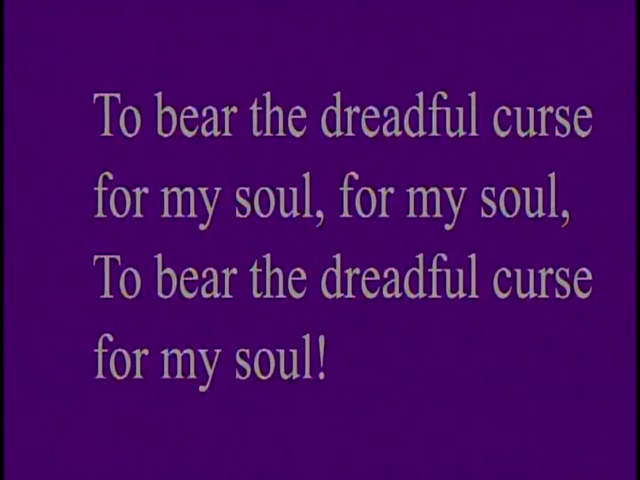 To bear the dreadful curse
for my soul, for my soul,
To bear the dreadful curse
for my soul!